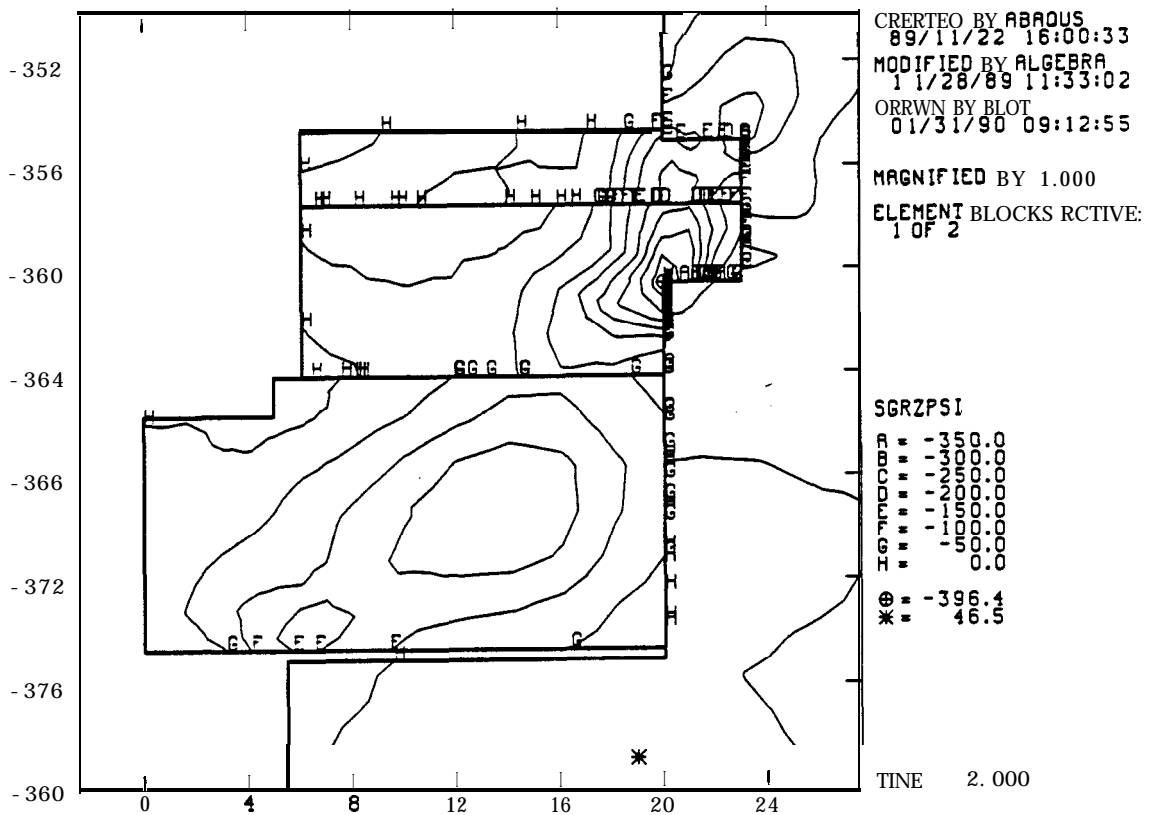 CRERTEO BY ABAQUS
89/11/22 16:00:33
MODIFIED BY ALGEBRA
1 1/28/89 11:33:02
ORRWN BY BLOT
01/31/90 09:12:55
MAGNIFIED BY 1.000
ELEMENT BLOCKS RCTIVE:
1 OF 2
SGRZPSI
A = -350.0
B = -300.0
C = -250.0
D = -200.0
E = -150.0
F = -100.0
G = -50.0
H = 0.0
⊕ = -396.4
* = 46.5
TINE 2.000
-352
-356
-360
-364
-366
-372
-376
-360
0 4 8 12 16 20 24
H H H G F
H H H H H H H H H H
H
H
H H G G G G G
H
G F E F E G
G
G
H
H